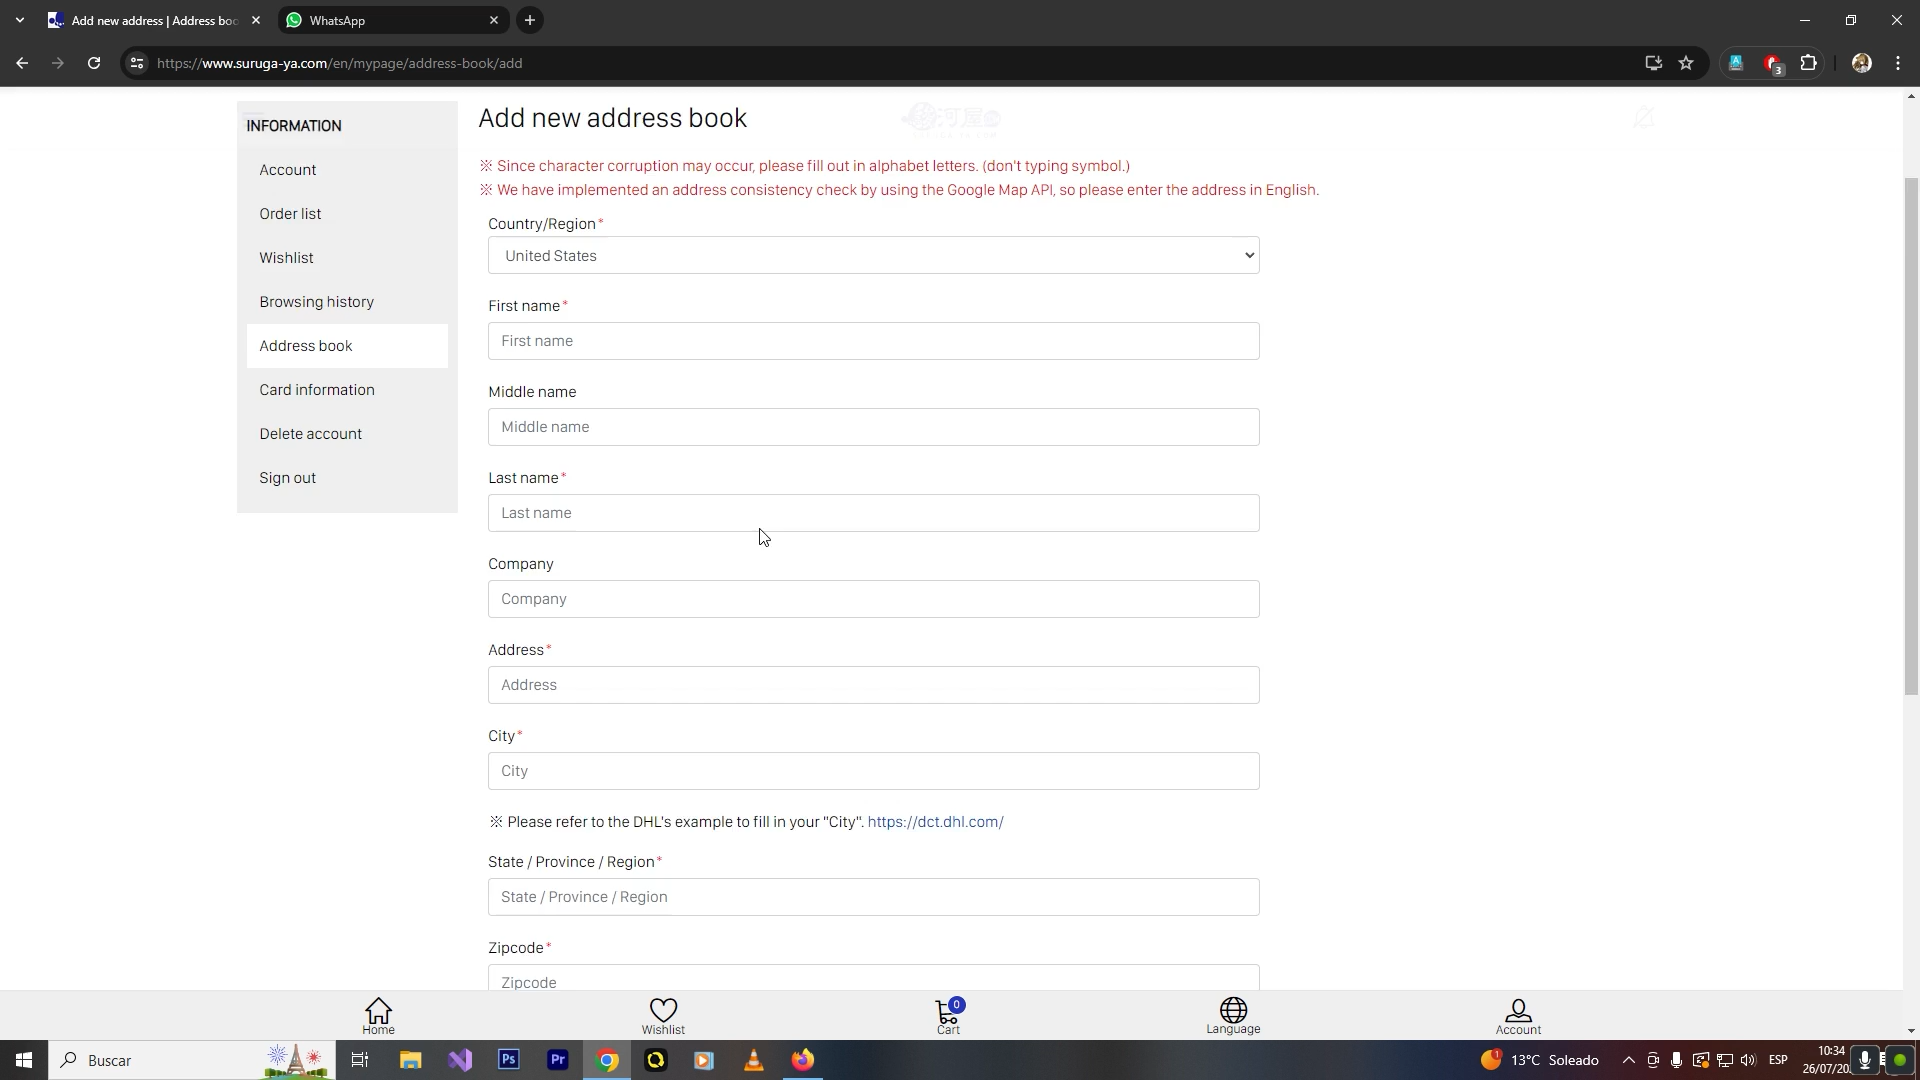 Add new address | Address boo
WhatsApp
https://www.suruga-ya.com/en/mypage/address-book/add
3
INFORMATION
Account
Order list
Wishlist
Browsing history
Address book
Card information
Delete account
Sign out
Add new address book
※ Since character corruption may occur, please fill out in alphabet letters. (don't typing symbol.)
※ We have implemented an address consistency check by using the Google Map API, so please enter the address in English.
Country/Region*
United States
First name*
First name
Middle name
Middle name
Last name*
Last name
Company
Company
Address*
Address
City*
City
※ Please refer to the DHL's example to fill in your "City". https://dct.dhl.com/
State / Province / Region*
State / Province / Region
Zipcode*
Zipcode
Home
Wishlist
0
Cart
Language
Account
Buscar
Ps
Pr
1
13°C Soleado
ESP
10:34